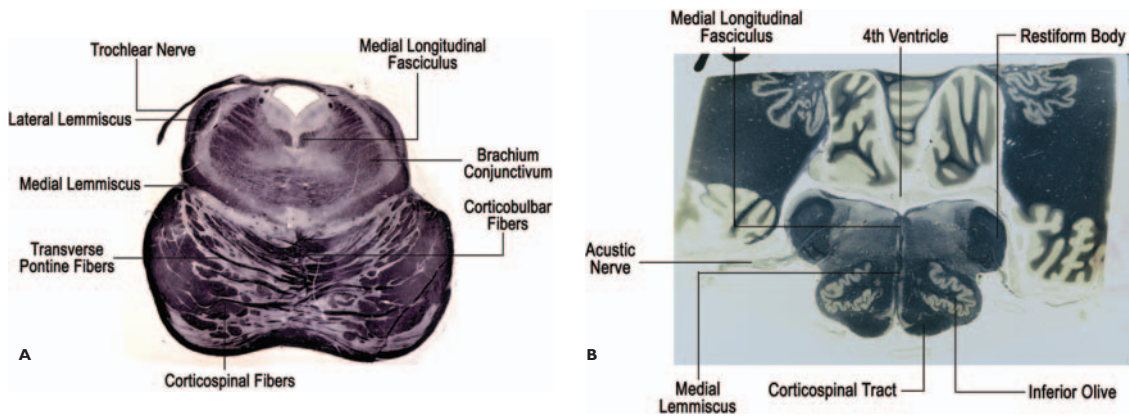 Trochlear Nerve
Medial Longitudinal
Fasciculus
Lateral Lemmiscus
Brachium
Conjunctivum
Medial Lemmiscus
Corticobulbar
Fibers
Transverse
Pontine Fibers
A
Corticospinal Fibers
Medial Longitudinal
Fasciculus
4th Ventricle
Restiform Body
Acustic
Nerve
B
Medial
Lemmiscus
Corticospinal Tract
Inferior Olive